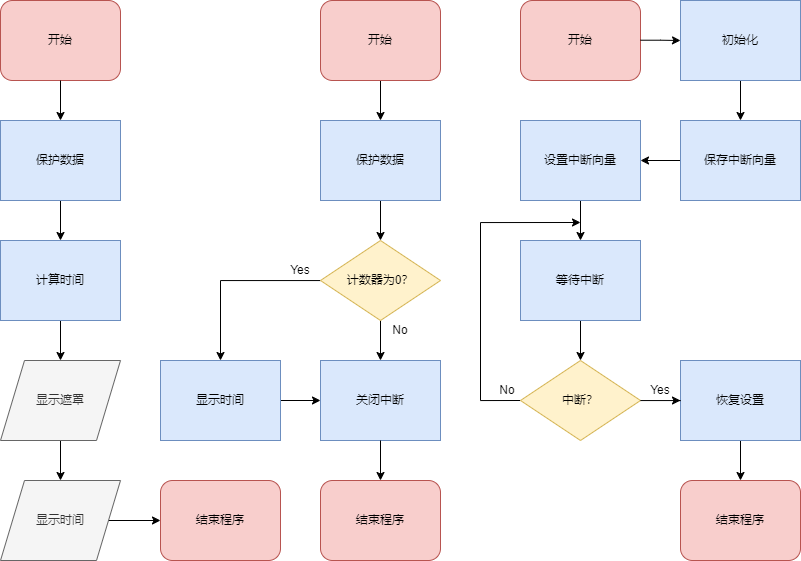 开始
开始
开始
初始化
保护数据
保护数据
设置中断向量
保存中断向量
计算时间
Yes
计数器为0?
等待中断
No
显示遮罩
显示时间
关闭中断
No
中断?
Yes
恢复设置
显示时间
结束程序
结束程序
结束程序